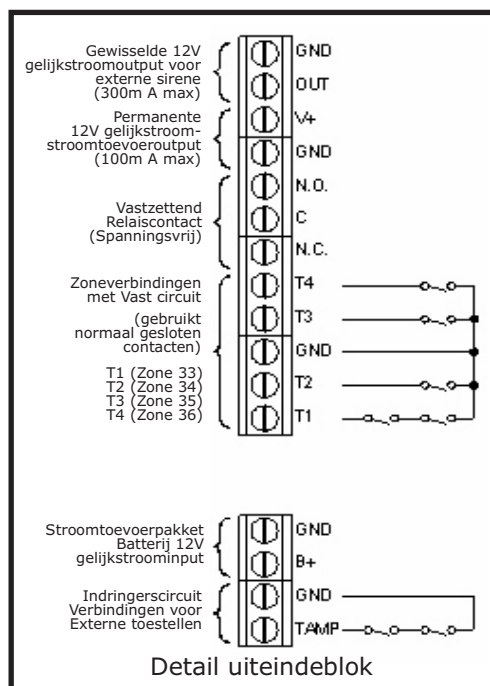 Gewisselde 12V
gelijkstroomoutput voor
externe sirene
(300m A max)
Permanente
12V gelijkstroom-
stroomtoevoeroutput
(100m A max)
Vastzettend
Relaiscontact
(Spanningsvrij)
Zoneverbindingen
met Vast circuit
(gebruikt
normaal gesloten
contacten)
T1 (Zone 33)
T2 (Zone 34)
T3 (Zone 35)
T4 (Zone 36)
GND
OUT
V+
GND
N.O.
C
N.C.
T4
T3
GND
T2
T1
Stroomtoevoerpakket
Batterij 12V
gelijkstroominput
Indringerscircuit
Verbindingen voor
Externe toestellen
GND
B+
GND
TAMP
Detail uiteindeblok